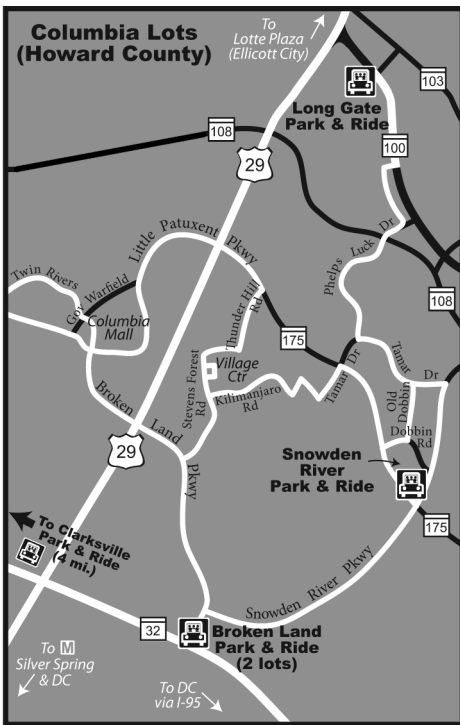 Columbia Lots
(Howard County)
To
Lotte Plaza
(Ellicott City)
103
Long Gate
Park & Ride
108
100
29
Little Patuxent Pkwy
Phelps Luck Dr
Twin Rivers
Gov Warfield
Columbia
Mall
Thunder Hill
Rd
108
175
Village
Ctr
Stevens Forest
Rd
Kilimanjaro
Rd
Tamar Dr
Tamar Dr
Old
Dobbin
Dobbin
Rd
Broken Land Pkwy
29
Snowden
River
Park & Ride
175
To Clarksville
Park & Ride
(4 mi.)
Snowden River Pkwy
32
Broken Land
Park & Ride
(2 lots)
To M
Silver Spring
& DC
To DC
via I-95